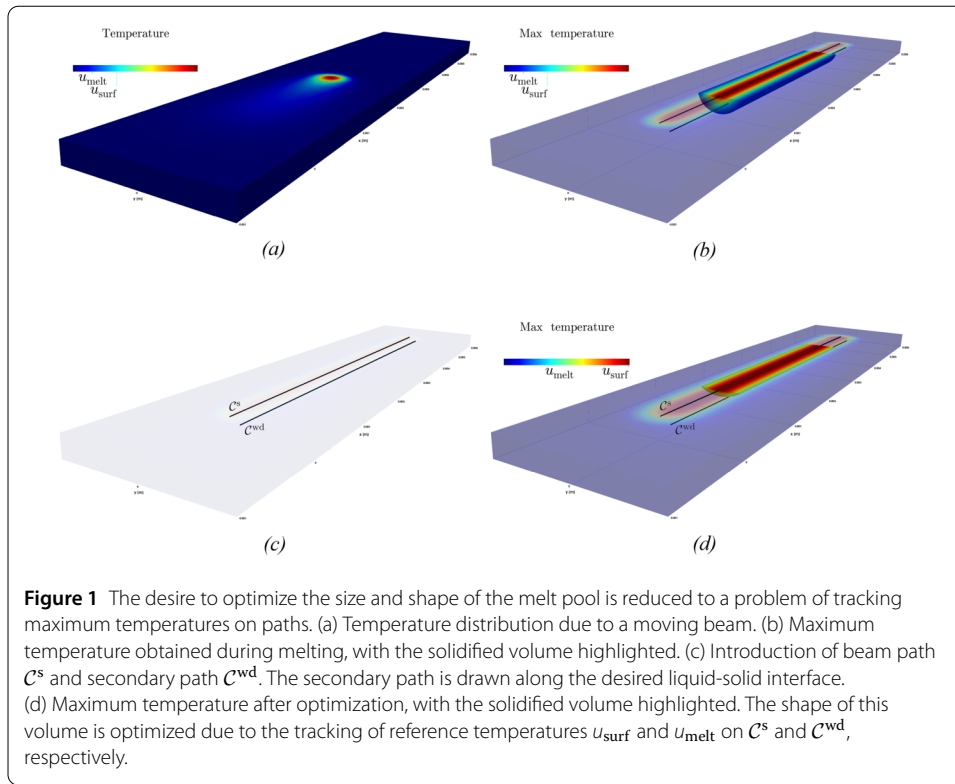 Temperature
u_melt
u_surf
(a)
Max temperature
u_melt
u_surf
(b)
C^s
C^wd
(c)
Max temperature
u_melt u_surf
C^s
C^wd
(d)
Figure 1 The desire to optimize the size and shape of the melt pool is reduced to a problem of tracking
maximum temperatures on paths. (a) Temperature distribution due to a moving beam. (b) Maximum
temperature obtained during melting, with the solidified volume highlighted. (c) Introduction of beam path
C^s and secondary path C^wd. The secondary path is drawn along the desired liquid-solid interface.
(d) Maximum temperature after optimization, with the solidified volume highlighted. The shape of this
volume is optimized due to the tracking of reference temperatures u_surf and u_melt on C^s and C^wd,
respectively.